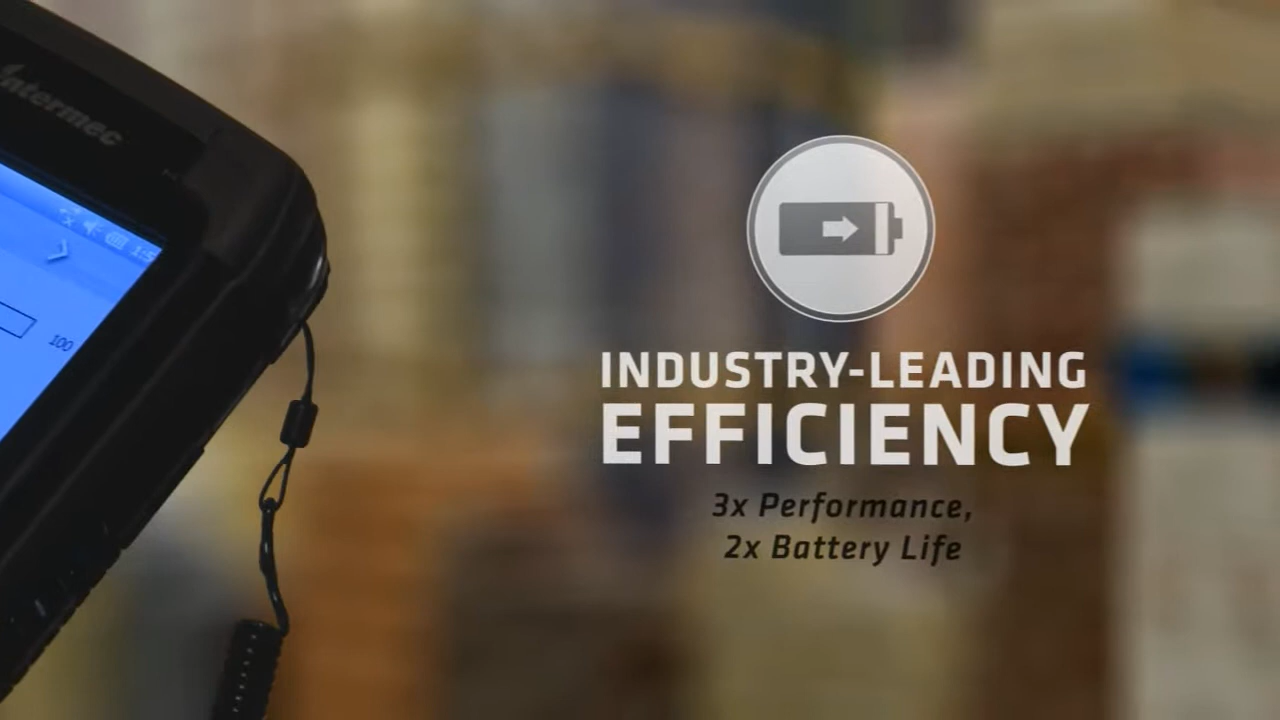 Intermec
100
INDUSTRY-LEADING
EFFICIENCY
3x Performance,
2x Battery Life